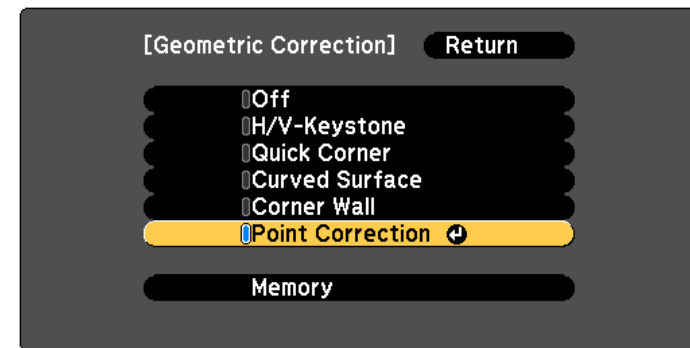 [Geometric Correction] Return
Off
H/V-Keystone
Quick Corner
Curved Surface
Corner Wall
Point Correction
Memory